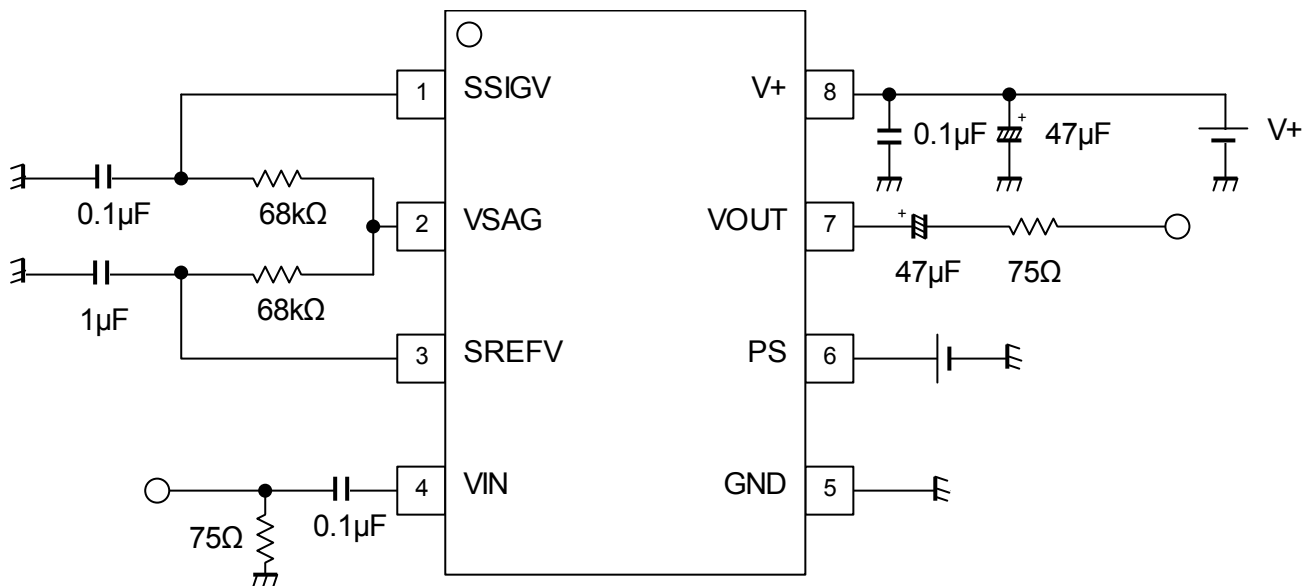 1 SSIGV V+ 8
0.1µF 47µF V+
0.1µF 68kΩ
2 VSAG VOUT 7
+
+
47µF 75Ω
1µF 68kΩ
3 SREFV PS 6
4 VIN GND 5
75Ω 0.1µF